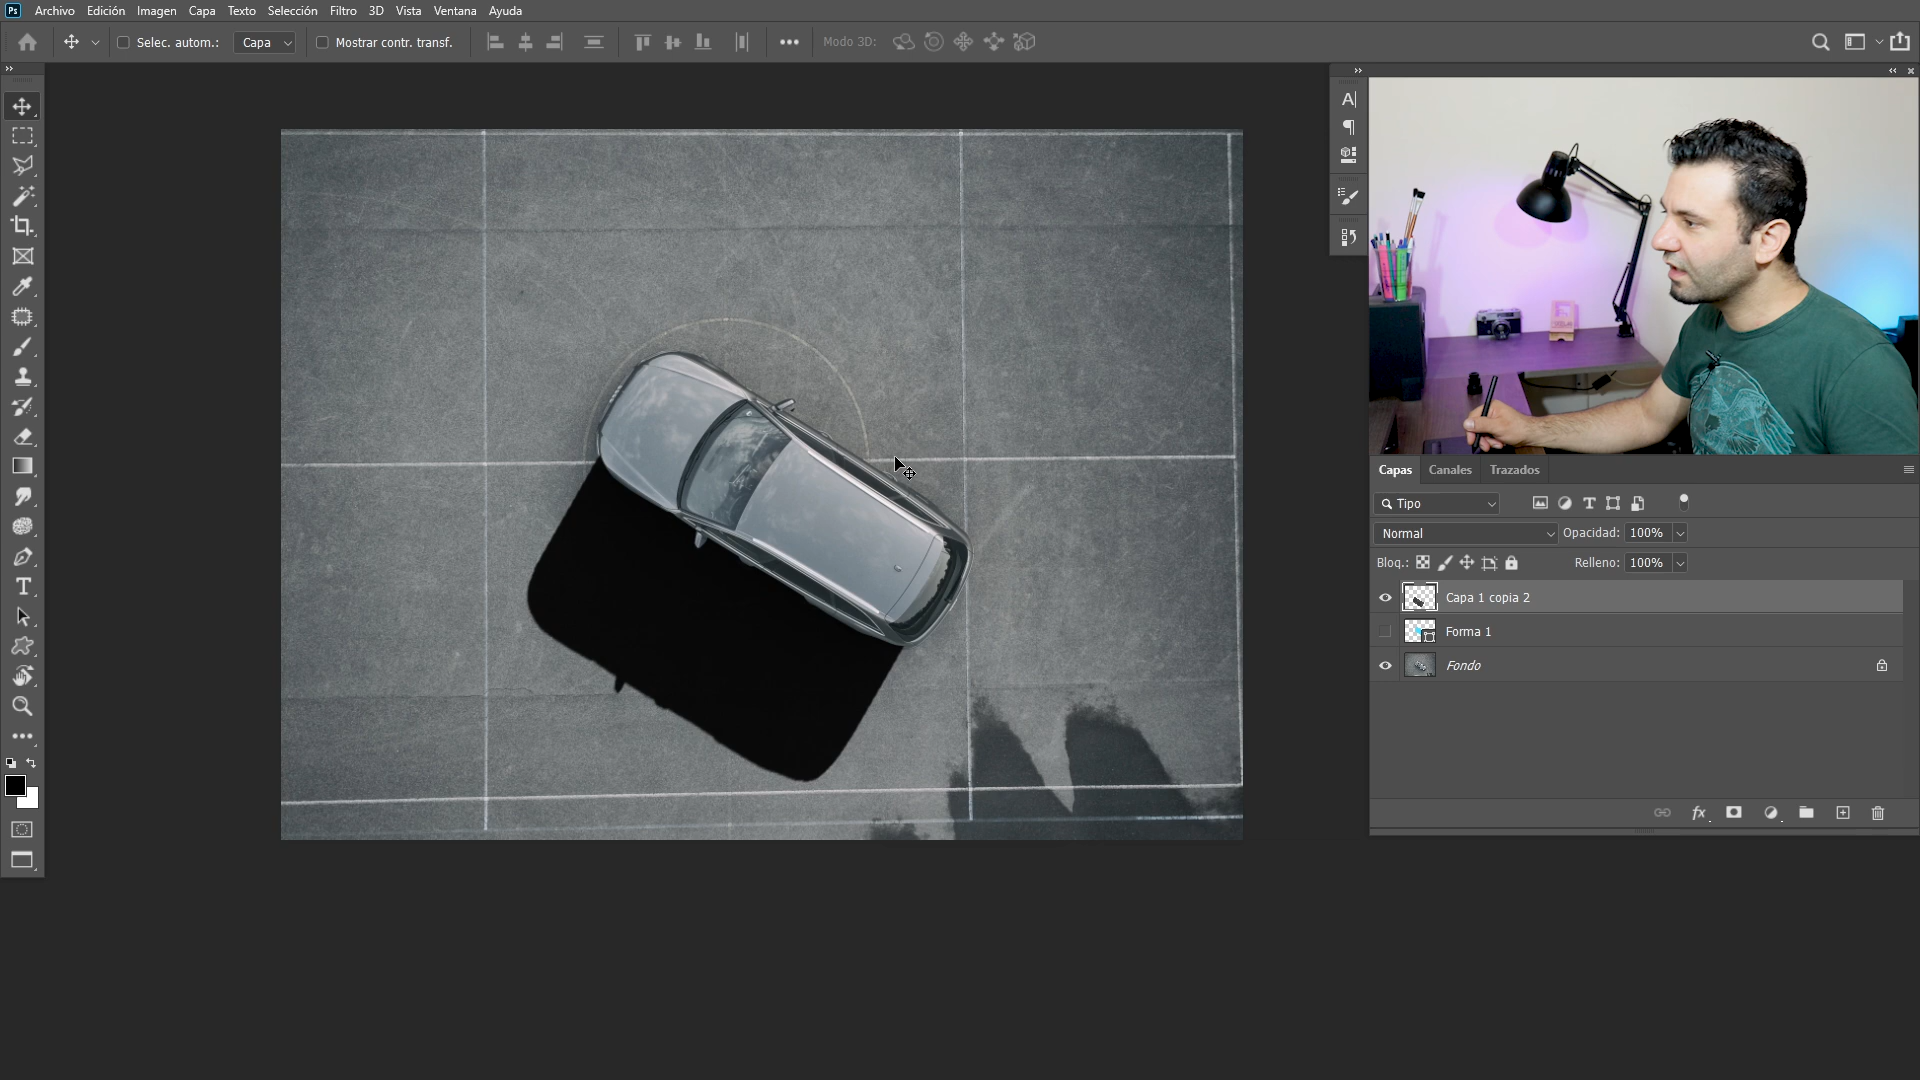 Ps Archivo Edición Imagen Capa Texto Selección Filtro 3D Vista Ventana Ayuda
Selec. autom.: Capa Mostrar contr. transf. Modo 3D:
Capas Canales Trazados
Tipo
Normal Opacidad: 100%
Bloq.: Relleno: 100%
Capa 1 copia 2
Forma 1
Fondo
fx